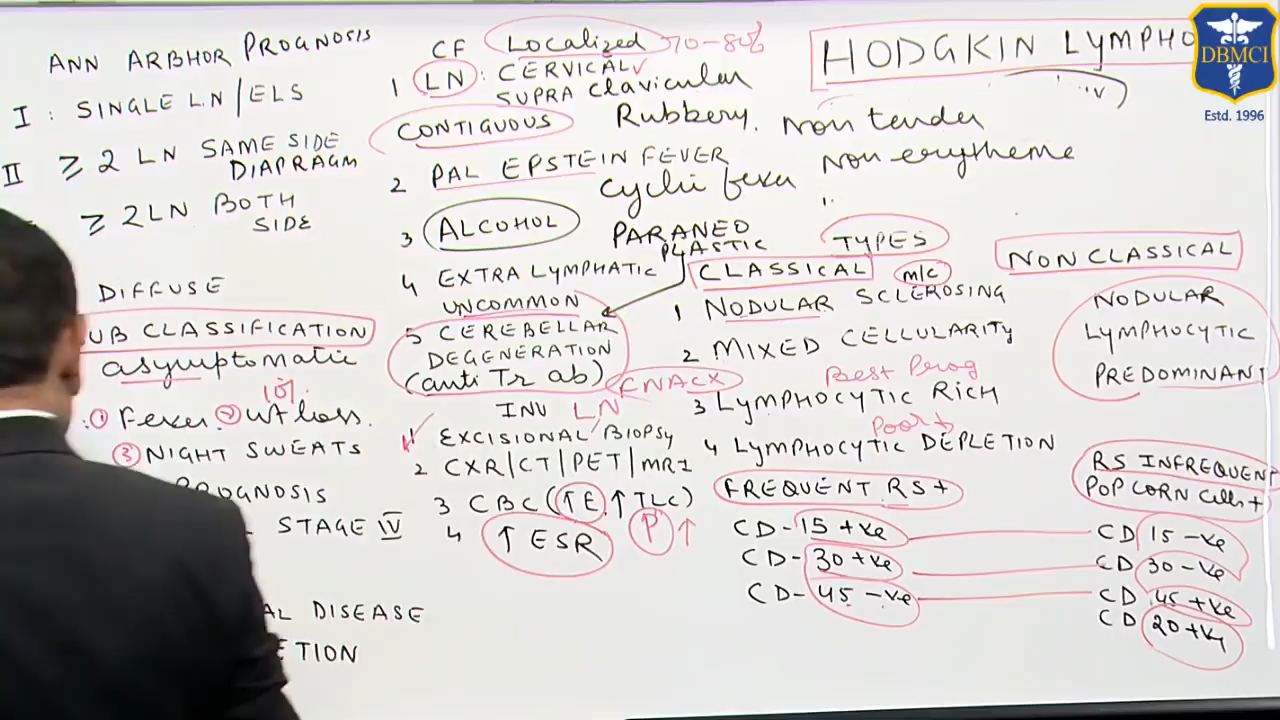 ANN ARBHOR PROGNOSIS
I : SINGLE LN/ELS
II ≥ 2 LN SAME SIDE
DIAPRAGM
≥ 2LN BOTH
SIDE
DIFFUSE
UB CLASSIFICATION
asymptomatic
10%
① Fever ② WT loss.
③ NIGHT SWEATS
PROGNOSIS
STAGE IV
AL DISEASE
ETION
CF Localized 70-80%
1 LN : CERVICAL ✓
SUPRA Clavicular
CONTIGUOUS Rubbery. Non tender
Non erytheme
2 PAL EPSTEIN FEVER
Cyclic fever
3 ALCOHOL
PARANEO
PLASTIC
4 EXTRA LYMPHATIC
UNCOMMON
5 CEREBELLAR
DEGENERATION
(anti Tr ab)
FNACX
INV LN
1 EXCISIONAL BIOPSY
2 CXR/CT/PET/MRI
3 CBC (↑E ↑TLC)
P ↑
4 ↑ ESR
HODGKIN LYMPHO
TYPES
CLASSICAL m/c
1 NODULAR SCLEROSING
2 MIXED CELLULARITY
Best Prog
3 LYMPHOCYTIC RICH
Poor
4 LYMPHOCYTIC DEPLETION
FREQUENT RS+
CD-15 +ve
CD-30 +ve
CD-45 -ve
NON CLASSICAL
NODULAR
LYMPHOCYTIC
PREDOMINANT
RS INFREQUENT
POPCORN Cells +
CD 15 -ve
CD 30 -ve
CD 45 +ve
CD 20 +ve
DBMCI
Estd. 1996